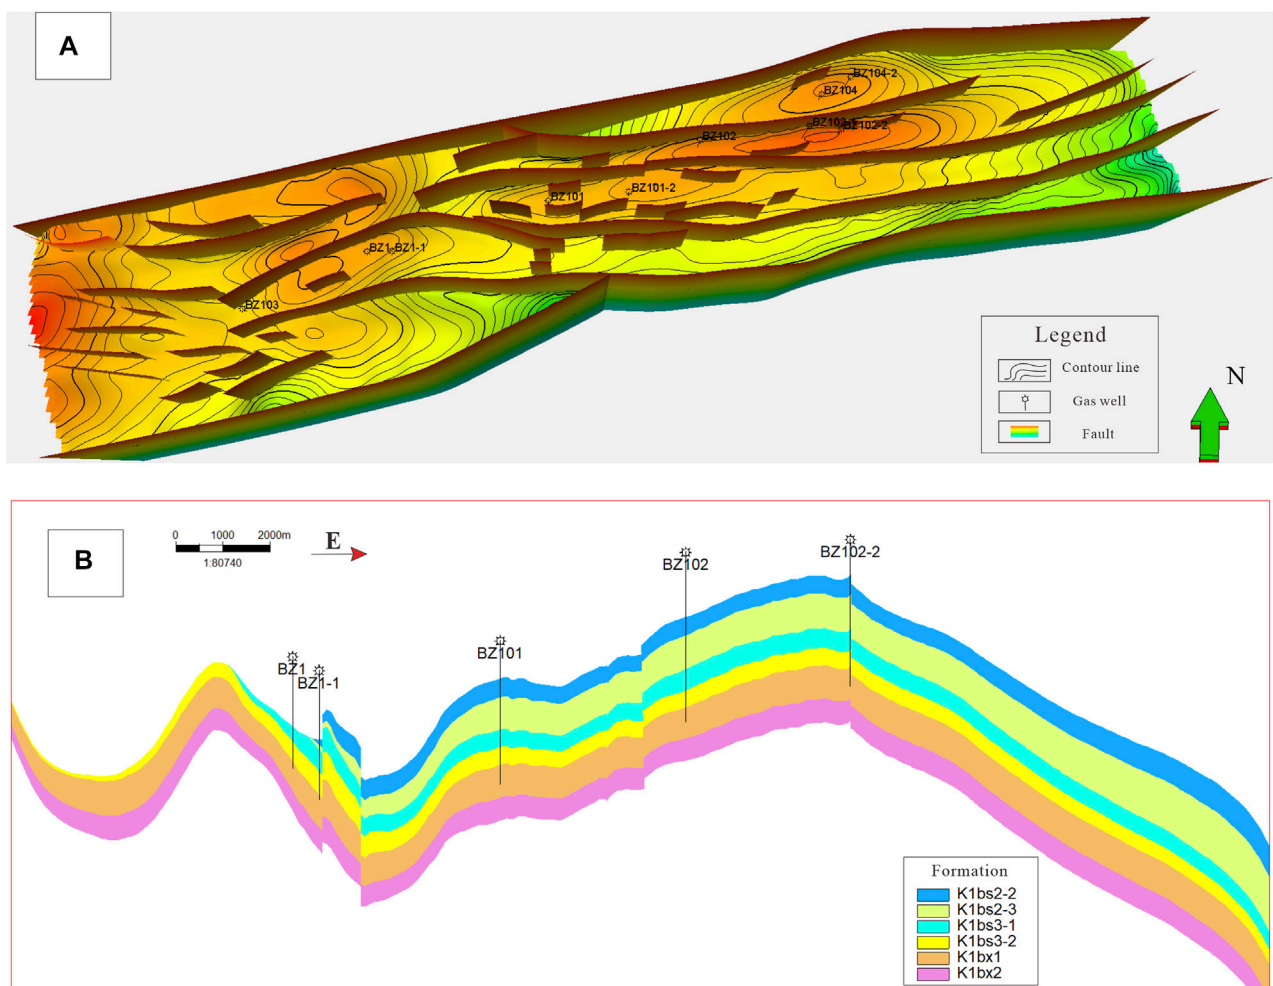 A
BZ104-2
BZ104
BZ102-2
BZ102
BZ101-2
BZ101
BZ1
BZ1-1
BZ103
Legend
Contour line
Gas well
Fault
N
B
0 1000 2000m
1:80740
E
BZ1
BZ1-1
BZ101
BZ102
BZ102-2
Formation
K1bs2-2
K1bs2-3
K1bs3-1
K1bs3-2
K1bx1
K1bx2